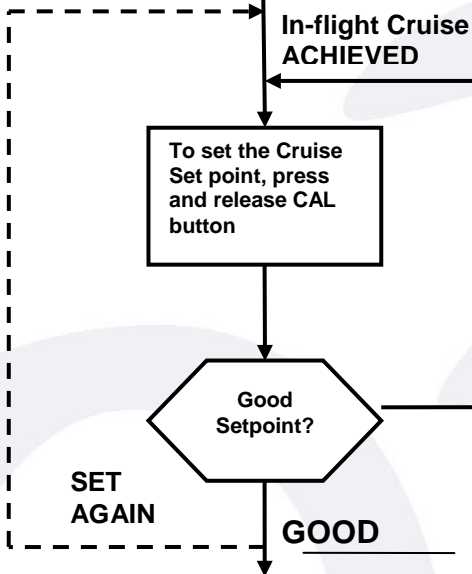 In-flight Cruise
ACHIEVED
To set the Cruise
Set point, press
and release CAL
button
Good
Setpoint?
SET
AGAIN
GOOD